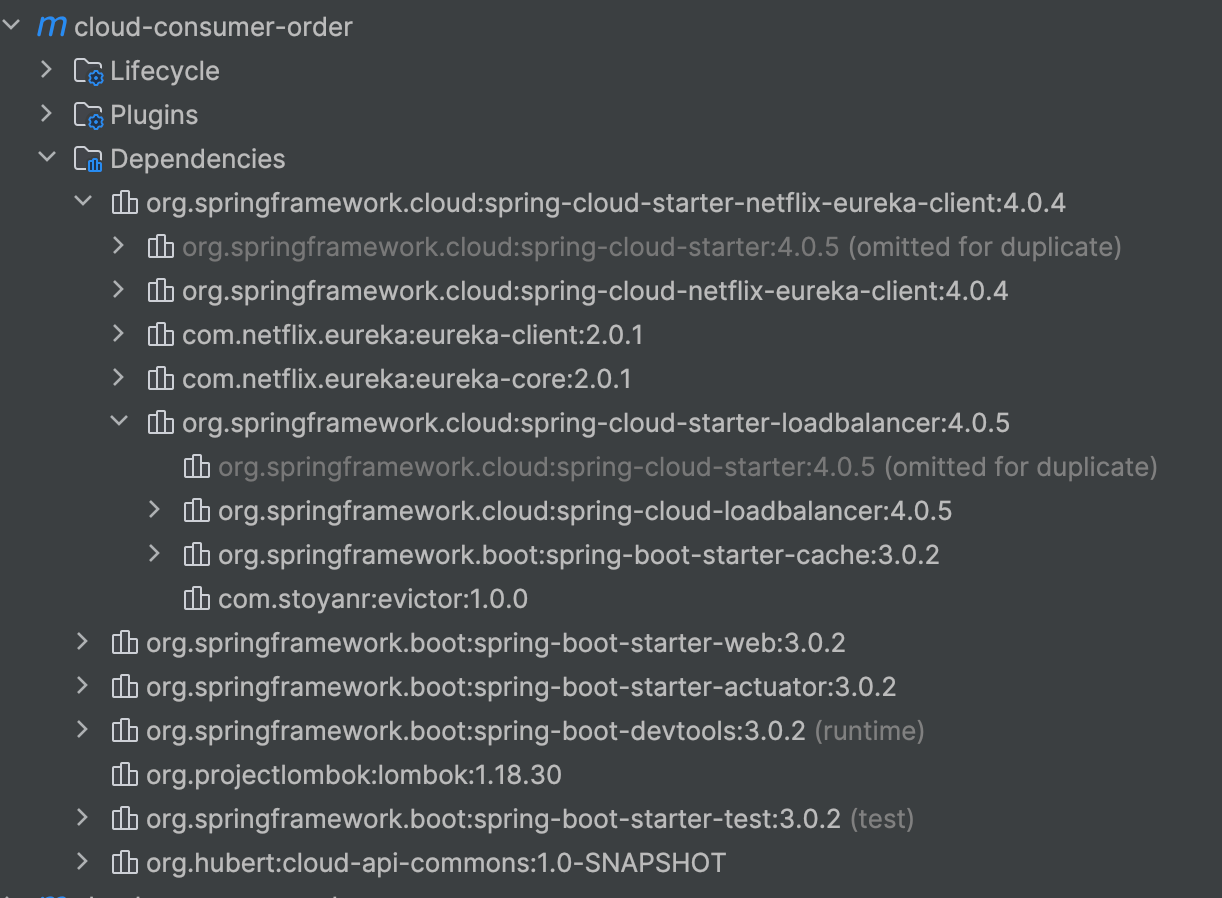 cloud-consumer-order
Lifecycle
Plugins
Dependencies
org.springframework.cloud:spring-cloud-starter-netflix-eureka-client:4.0.4
org.springframework.cloud:spring-cloud-starter:4.0.5 (omitted for duplicate)
org.springframework.cloud:spring-cloud-netflix-eureka-client:4.0.4
com.netflix.eureka:eureka-client:2.0.1
com.netflix.eureka:eureka-core:2.0.1
org.springframework.cloud:spring-cloud-starter-loadbalancer:4.0.5
org.springframework.cloud:spring-cloud-starter:4.0.5 (omitted for duplicate)
org.springframework.cloud:spring-cloud-loadbalancer:4.0.5
org.springframework.boot:spring-boot-starter-cache:3.0.2
com.stoyanr:evictor:1.0.0
org.springframework.boot:spring-boot-starter-web:3.0.2
org.springframework.boot:spring-boot-starter-actuator:3.0.2
org.springframework.boot:spring-boot-devtools:3.0.2 (runtime)
org.projectlombok:lombok:1.18.30
org.springframework.boot:spring-boot-starter-test:3.0.2 (test)
org.hubert:cloud-api-commons:1.0-SNAPSHOT